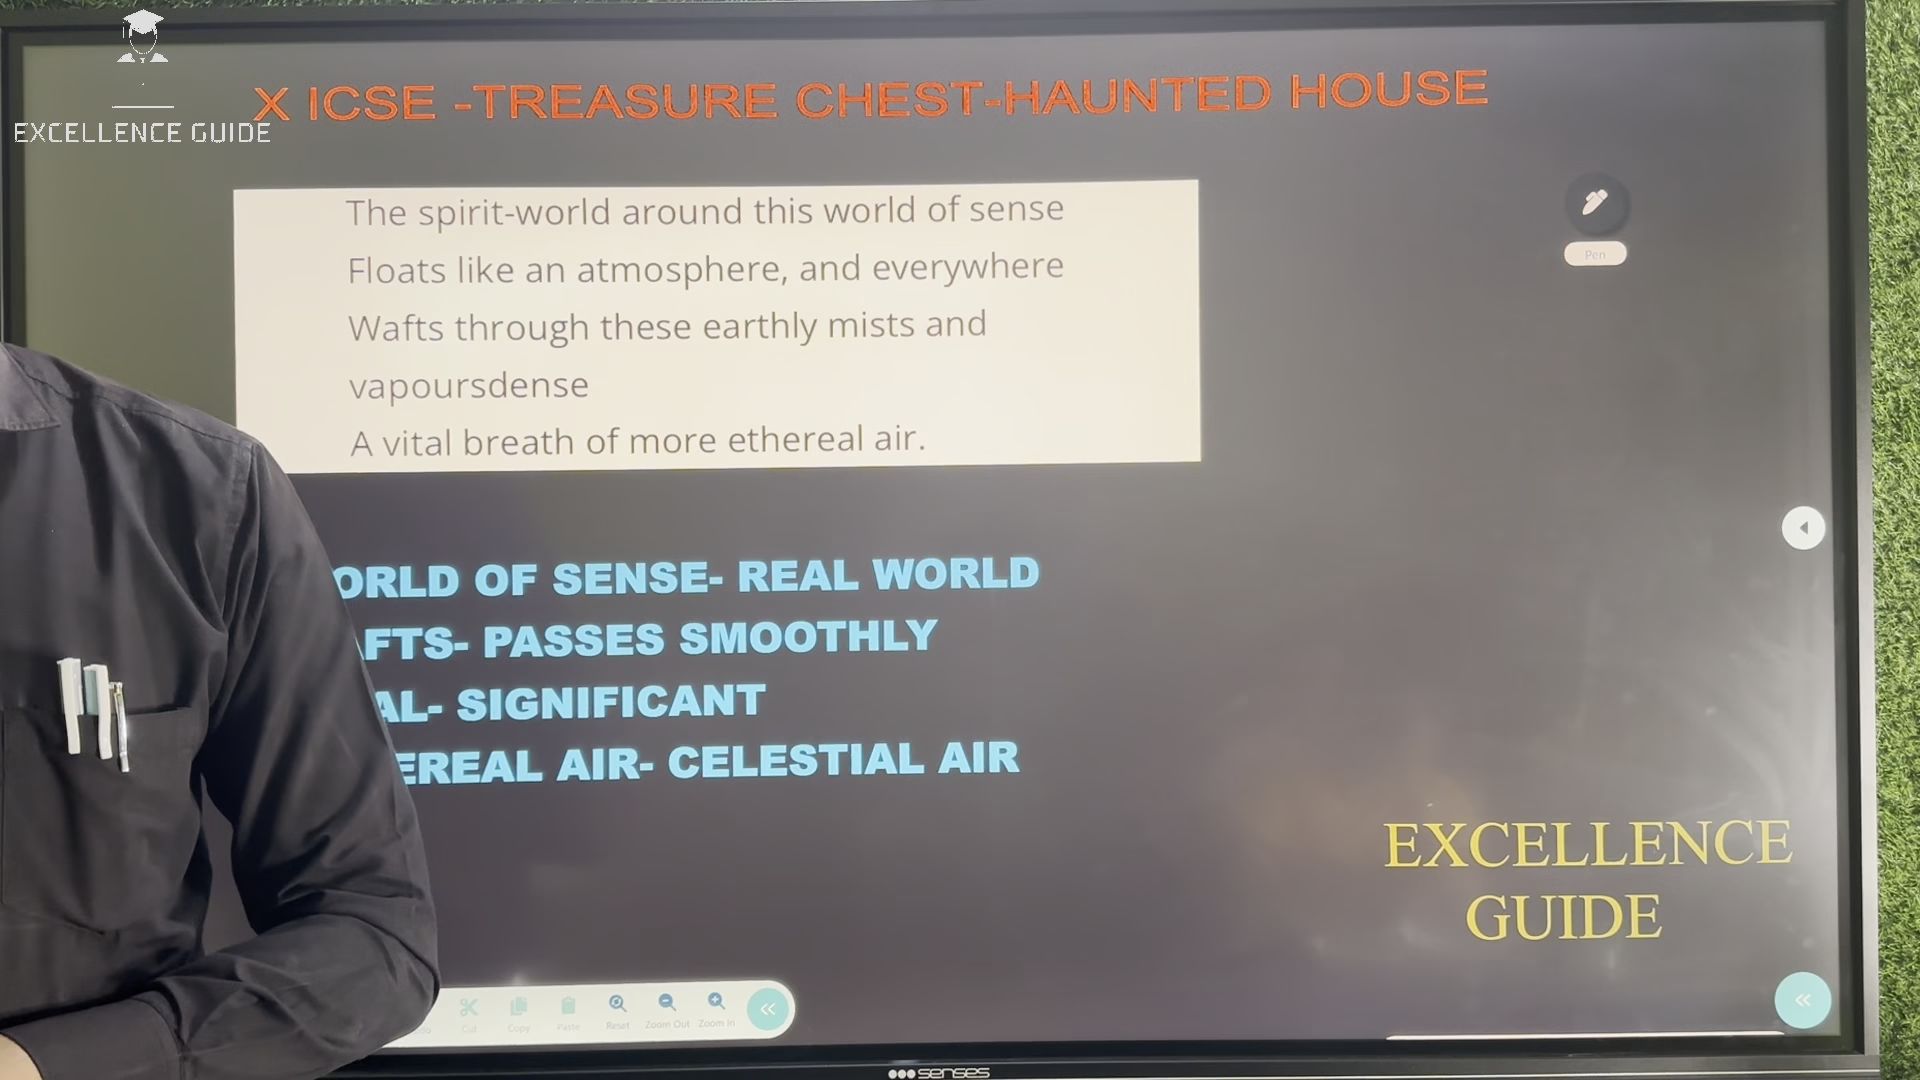 X ICSE -TREASURE CHEST-HAUNTED HOUSE
EXCELLENCE GUIDE
The spirit-world around this world of sense
Floats like an atmosphere, and everywhere
Wafts through these earthly mists and
vapoursdense
A vital breath of more ethereal air.
Pen
ORLD OF SENSE- REAL WORLD
AFTS- PASSES SMOOTHLY
AL- SIGNIFICANT
EREAL AIR- CELESTIAL AIR
EXCELLENCE
GUIDE
Cut Copy Paste Reset Zoom Out Zoom In
senses